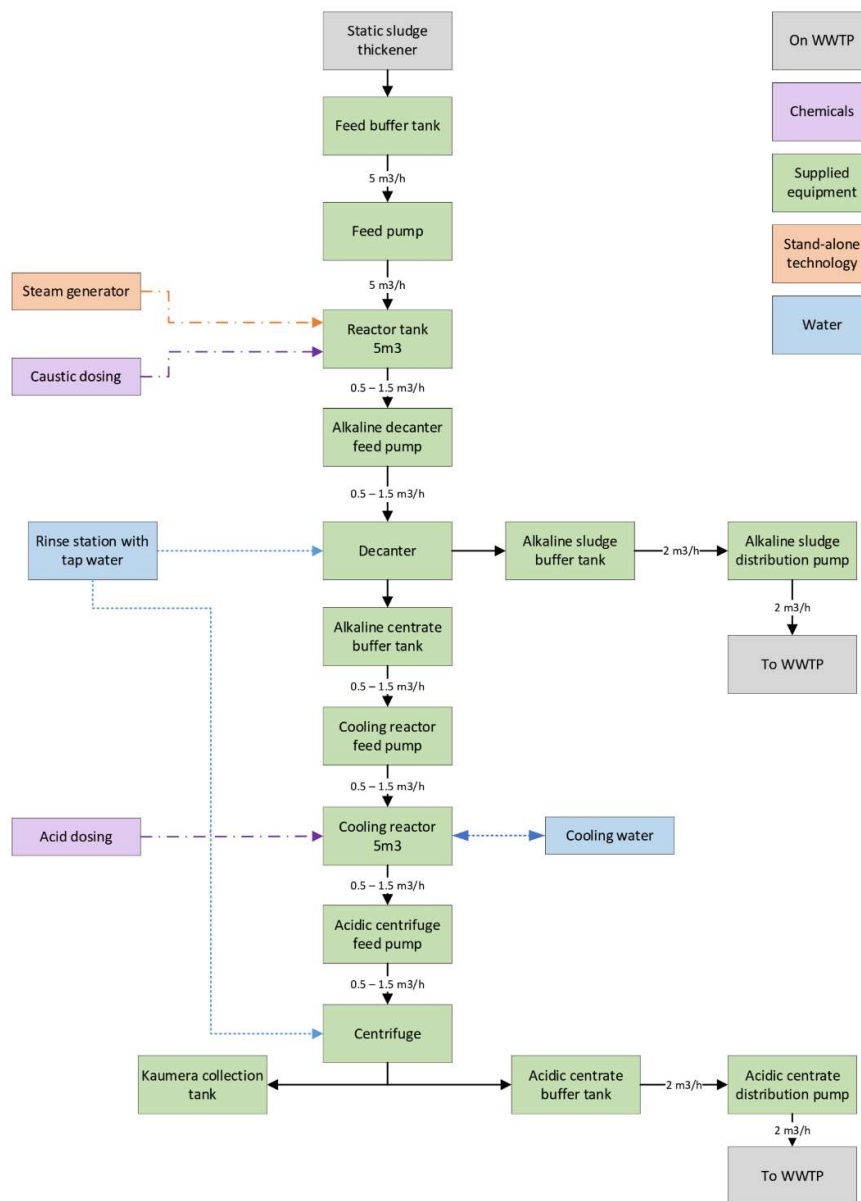 Static sludge
thickener
On WWTP
Feed buffer tank
Chemicals
5 m3/h
Supplied
equipment
Feed pump
Stand-alone
technology
Steam generator
5 m3/h
Reactor tank
5m3
Water
Caustic dosing
0.5 – 1.5 m3/h
Alkaline decanter
feed pump
0.5 – 1.5 m3/h
Rinse station with
tap water
Decanter
Alkaline sludge
buffer tank
2 m3/h
Alkaline sludge
distribution pump
2 m3/h
Alkaline centrate
buffer tank
To WWTP
0.5 – 1.5 m3/h
Cooling reactor
feed pump
0.5 – 1.5 m3/h
Acid dosing
Cooling reactor
5m3
Cooling water
0.5 – 1.5 m3/h
Acidic centrifuge
feed pump
0.5 – 1.5 m3/h
Centrifuge
Kaumera collection
tank
Acidic centrate
buffer tank
2 m3/h
Acidic centrate
distribution pump
2 m3/h
To WWTP